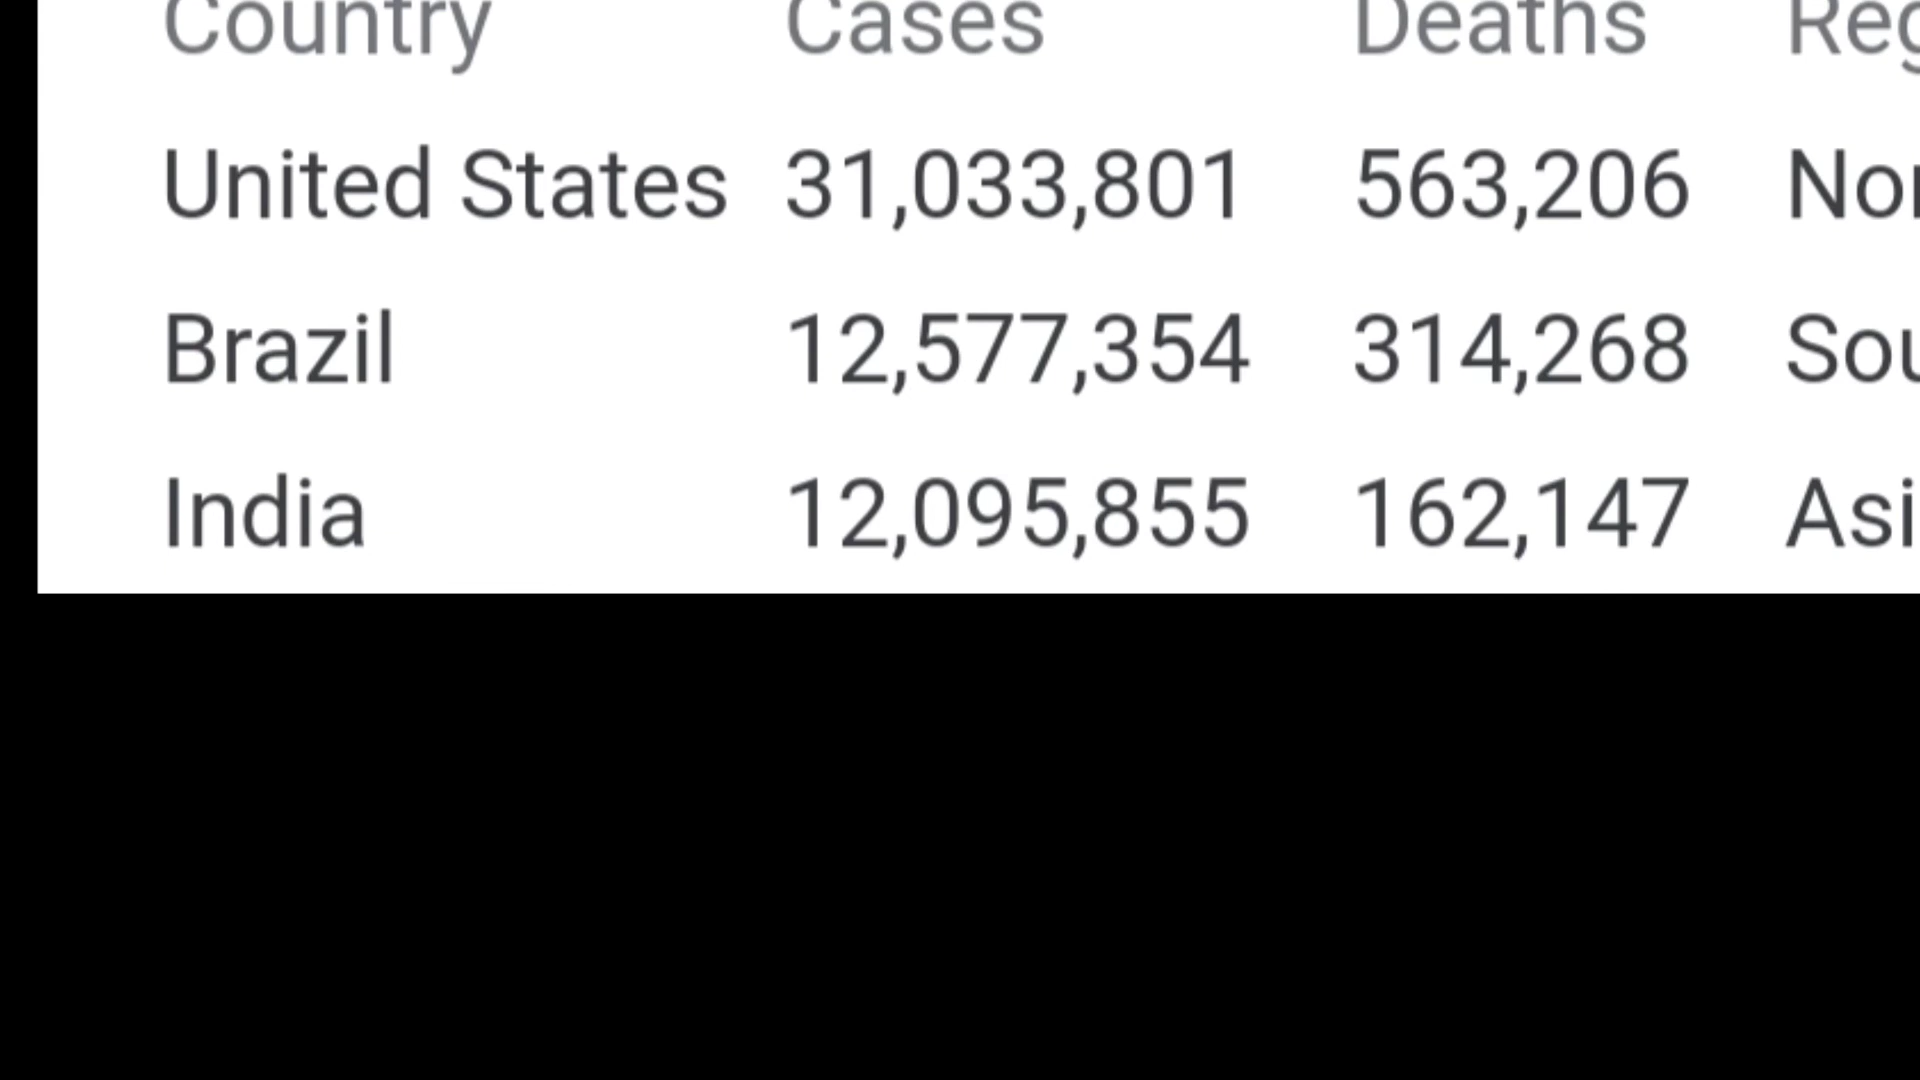 Country Cases Deaths
United States 31,033,801 563,206
Brazil 12,577,354 314,268
India 12,095,855 162,147